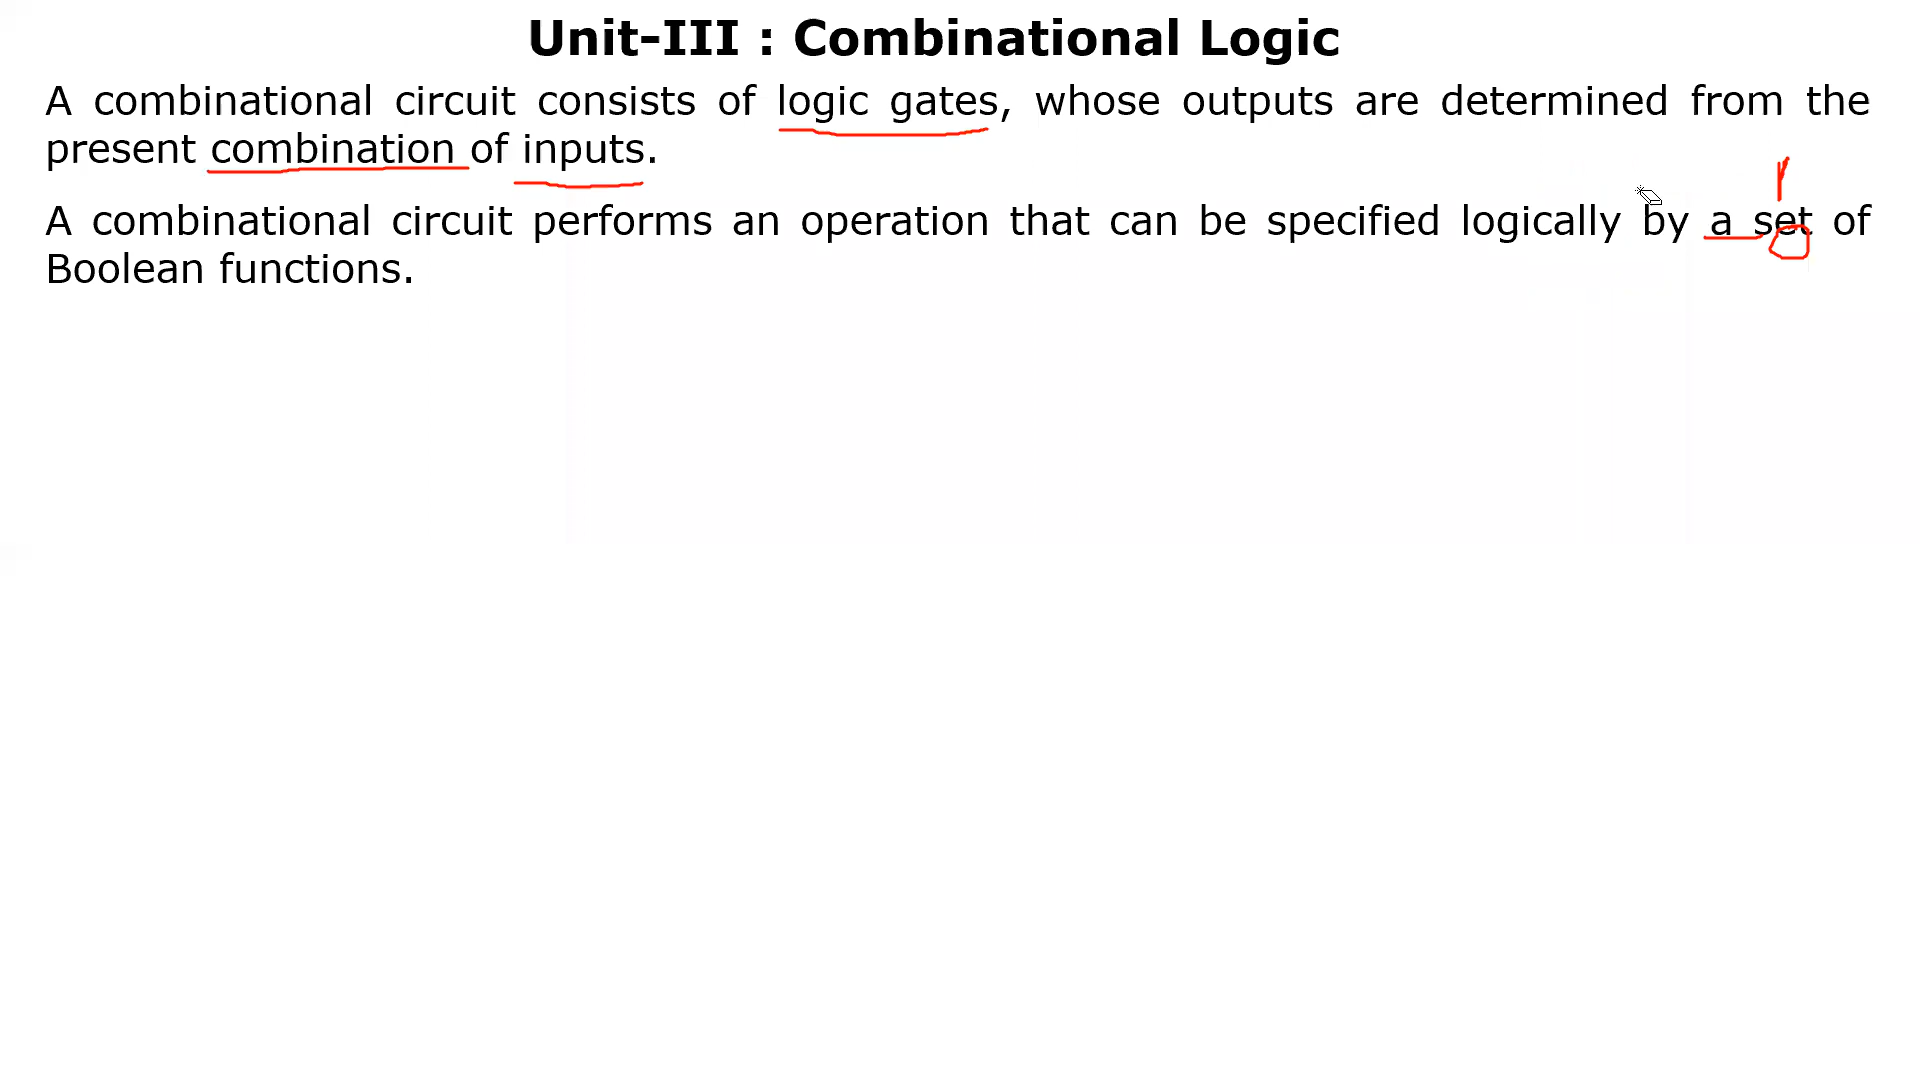 Unit-III : Combinational Logic
A combinational circuit consists of logic gates, whose outputs are determined from the
present combination of inputs.
A combinational circuit performs an operation that can be specified logically by a set of
Boolean functions.